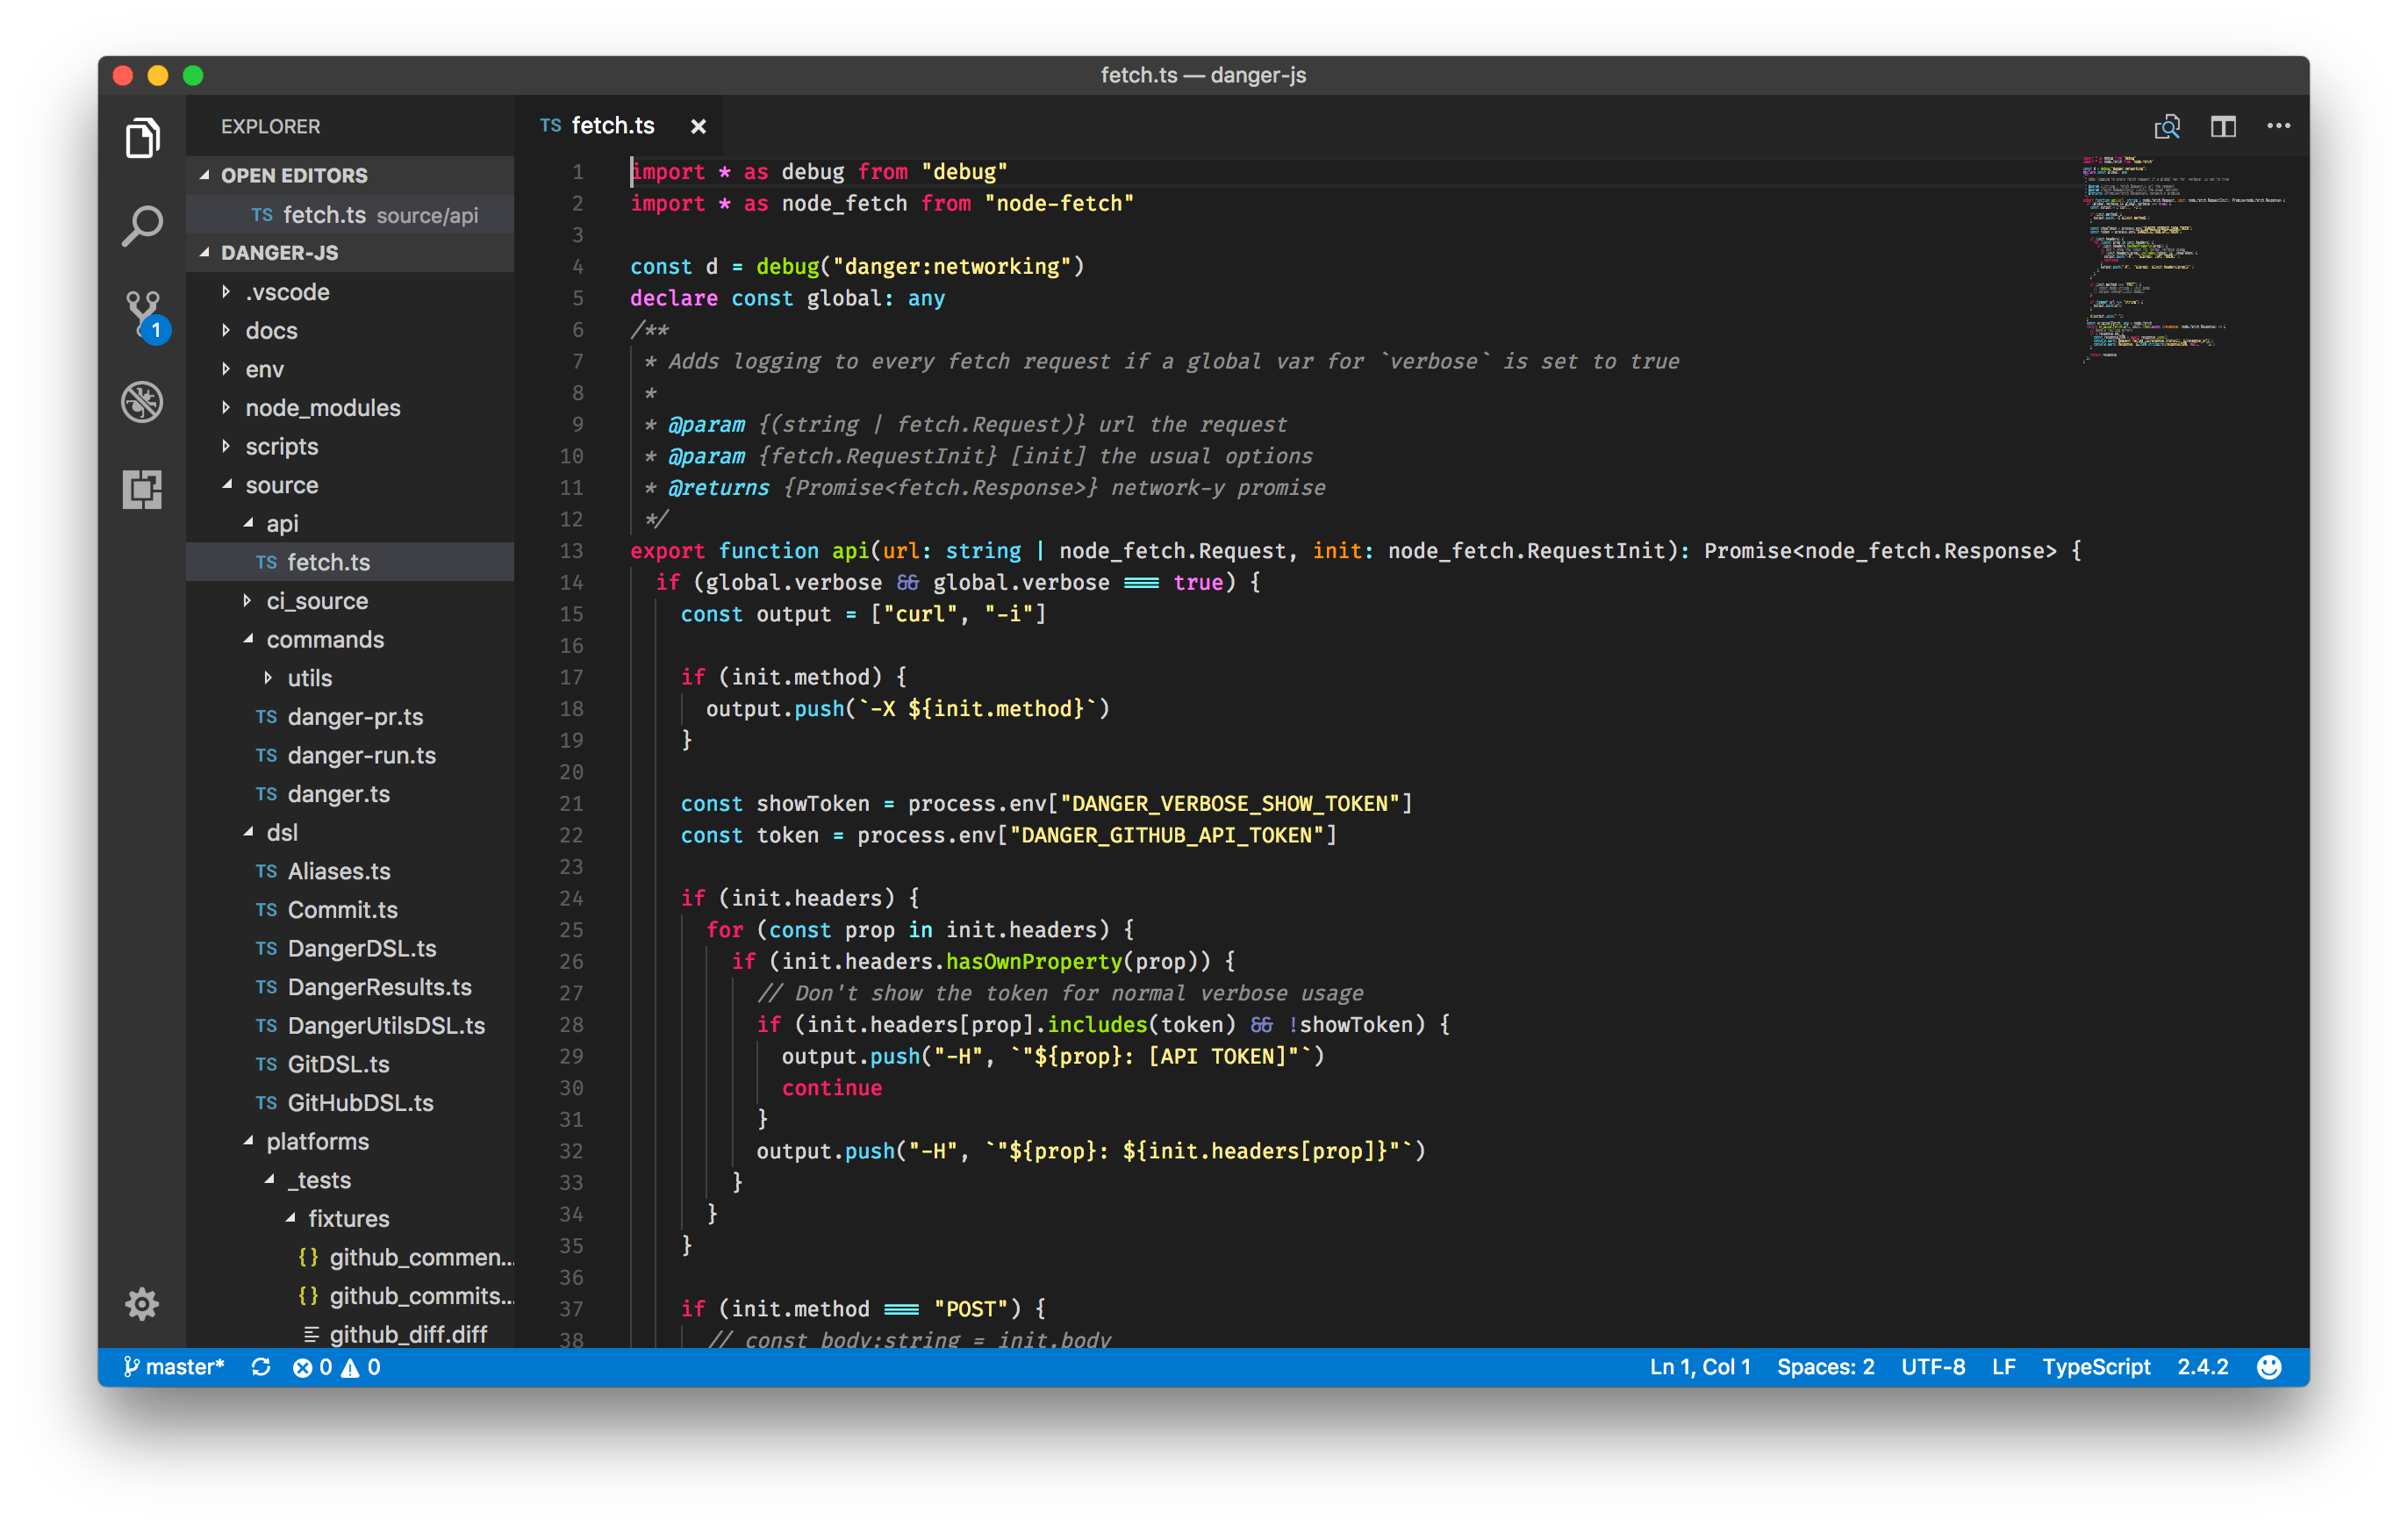 fetch.ts — danger-js
EXPLORER
OPEN EDITORS
TS fetch.ts source/api
DANGER-JS
.vscode
docs
env
node_modules
scripts
source
api
TS fetch.ts
ci_source
commands
utils
TS danger-pr.ts
TS danger-run.ts
TS danger.ts
dsl
TS Aliases.ts
TS Commit.ts
TS DangerDSL.ts
TS DangerResults.ts
TS DangerUtilsDSL.ts
TS GitDSL.ts
TS GitHubDSL.ts
platforms
_tests
fixtures
{} github_commen...
{} github_commits...
github_diff.diff
1
TS fetch.ts ×
1 import * as debug from "debug"
2 import * as node_fetch from "node-fetch"
3
4 const d = debug("danger:networking")
5 declare const global: any
6 /**
7  * Adds logging to every fetch request if a global var for `verbose` is set to true
8  *
9  * @param {(string | fetch.Request)} url the request
10  * @param {fetch.RequestInit} [init] the usual options
11  * @returns {Promise<fetch.Response>} network-y promise
12  */
13 export function api(url: string | node_fetch.Request, init: node_fetch.RequestInit): Promise<node_fetch.Response> {
14   if (global.verbose && global.verbose === true) {
15     const output = ["curl", "-i"]
16
17     if (init.method) {
18       output.push(`-X ${init.method}`)
19     }
20
21     const showToken = process.env["DANGER_VERBOSE_SHOW_TOKEN"]
22     const token = process.env["DANGER_GITHUB_API_TOKEN"]
23
24     if (init.headers) {
25       for (const prop in init.headers) {
26         if (init.headers.hasOwnProperty(prop)) {
27           // Don't show the token for normal verbose usage
28           if (init.headers[prop].includes(token) && !showToken) {
29             output.push("-H", `"${prop}: [API TOKEN]"`)
30             continue
31           }
32           output.push("-H", `"${prop}: ${init.headers[prop]}"`)
33         }
34       }
35     }
36
37     if (init.method === "POST") {
38       // const body:string = init.body
master* 0 0 Ln 1, Col 1 Spaces: 2 UTF-8 LF TypeScript 2.4.2